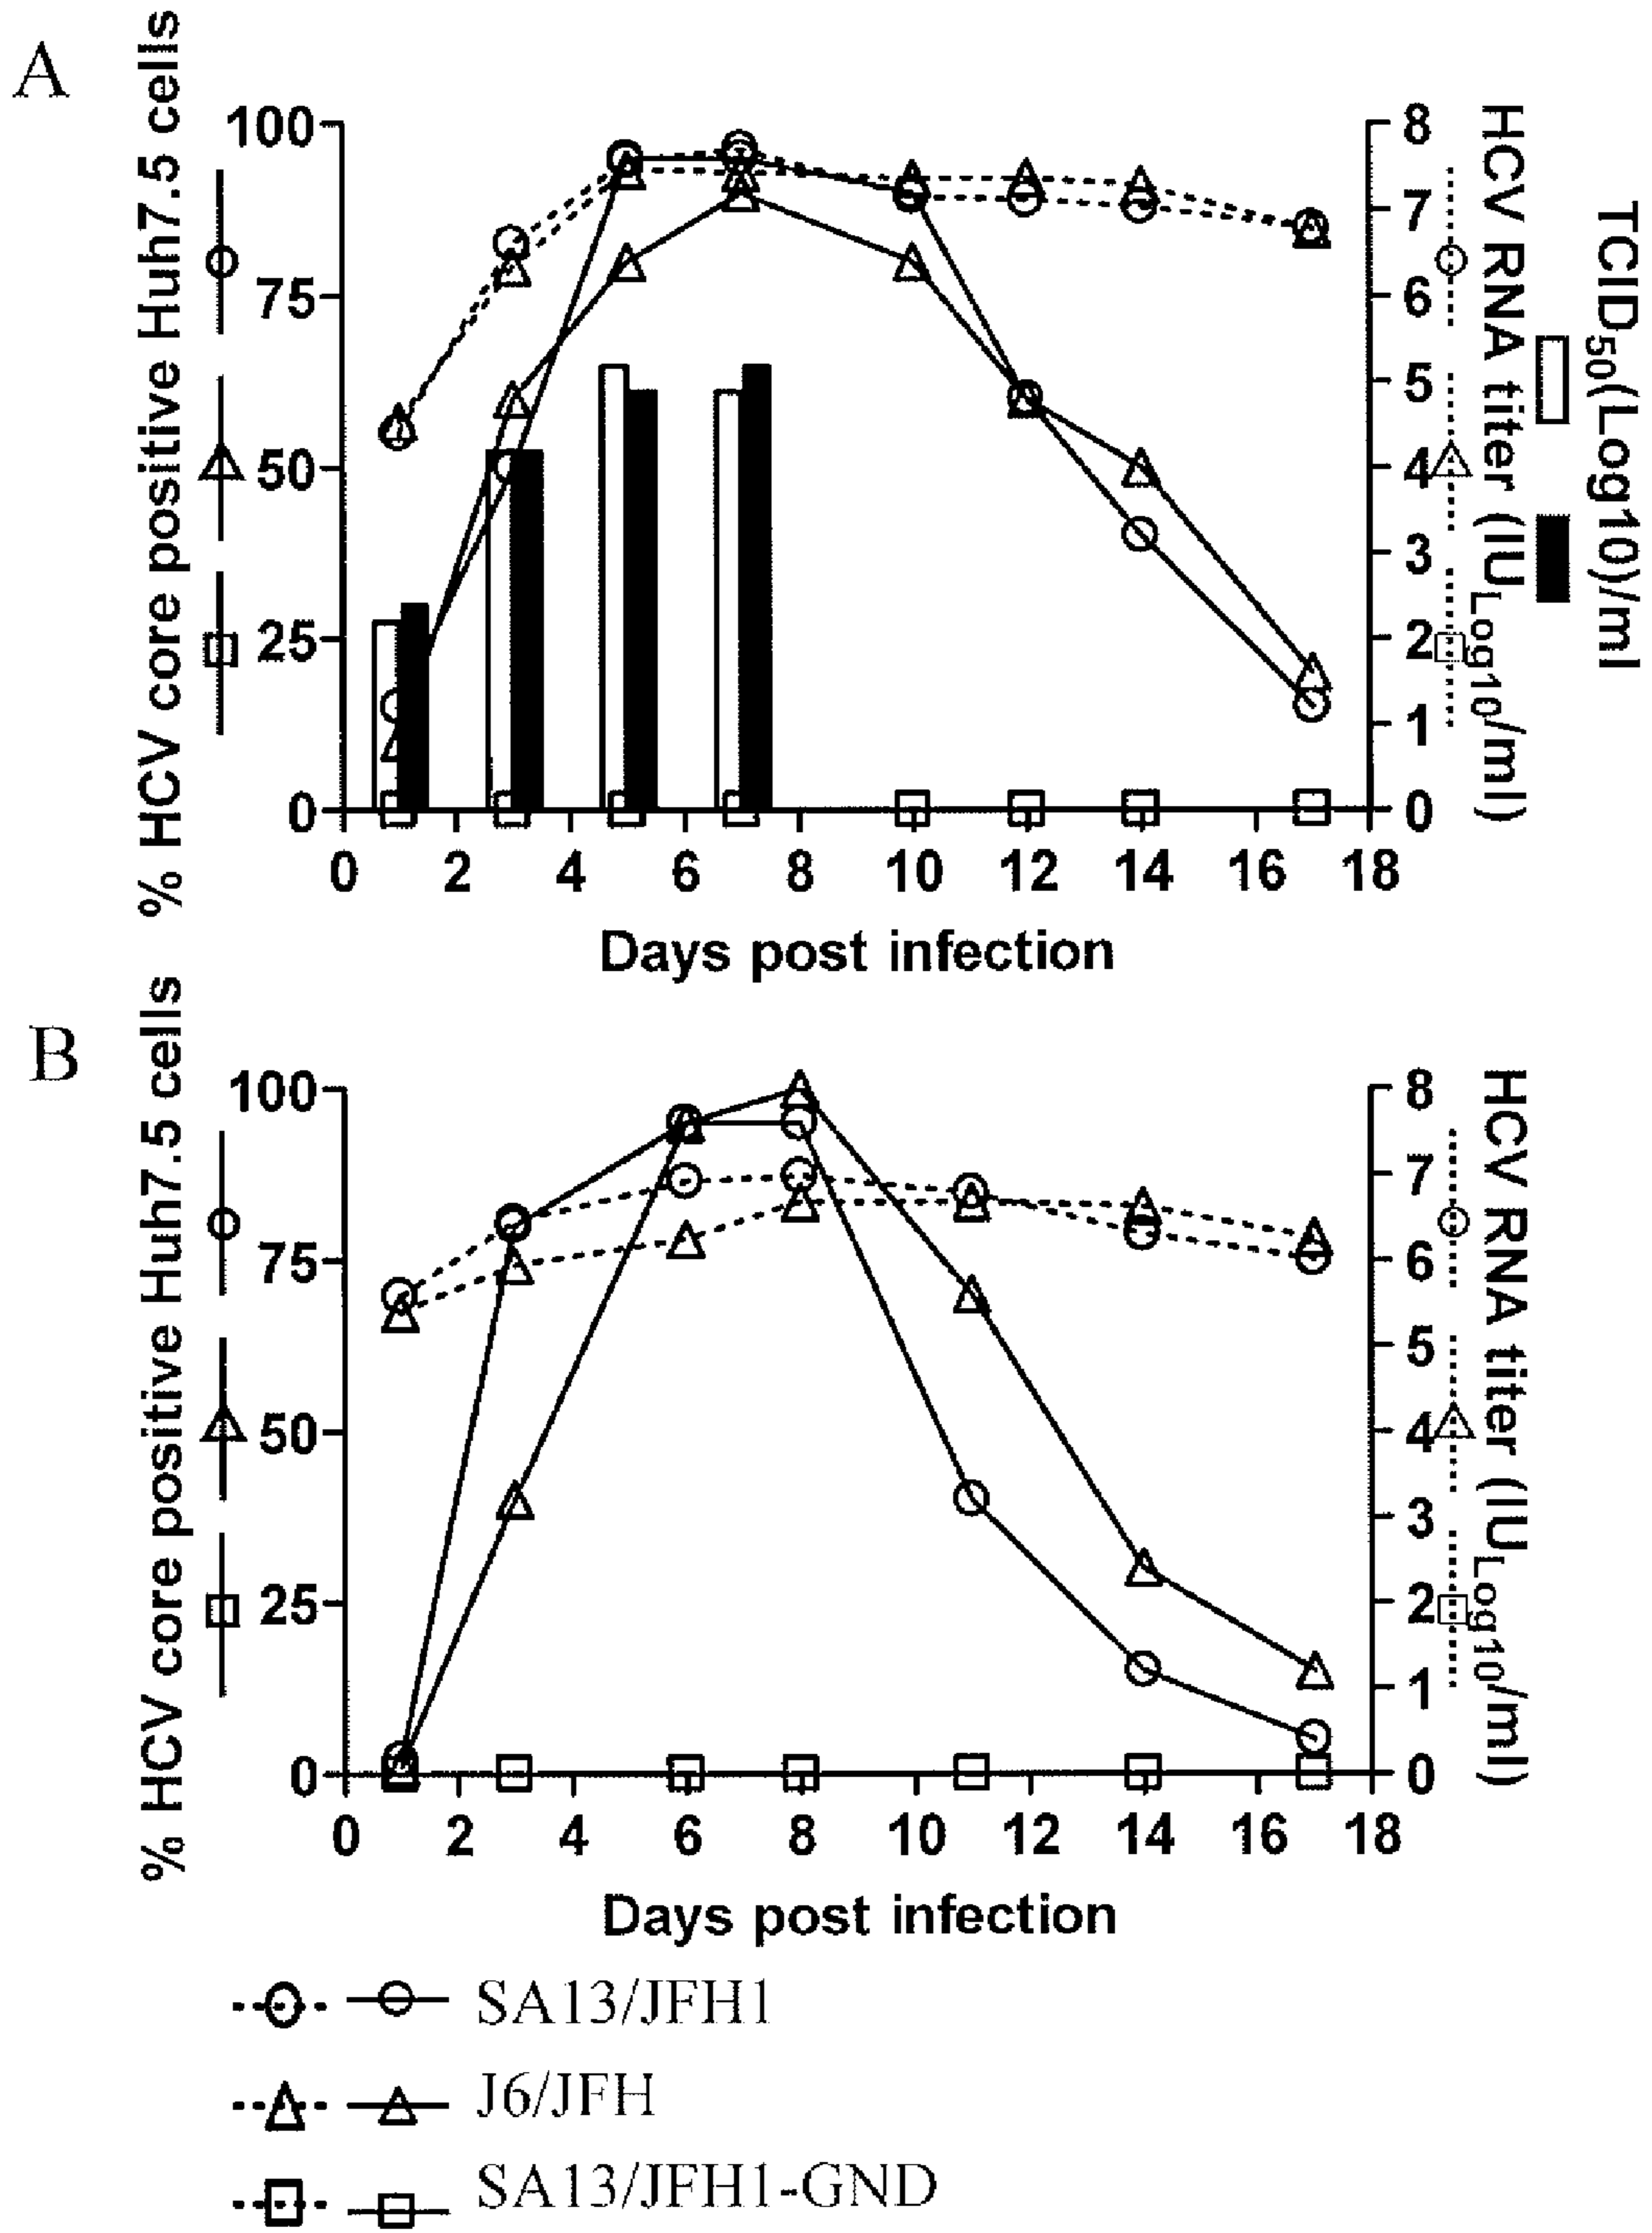 A
% HCV core positive Huh7.5 cells
100
75
50
25
0
8
7
6
5
4
3
2
1
0
HCV RNA titer (IU Log10/ml)
TCID50(Log10)/ml
0 2 4 6 8 10 12 14 16 18
Days post infection
B
% HCV core positive Huh7.5 cells
100
75
50
25
0
8
7
6
5
4
3
2
1
0
HCV RNA titer (IU Log10/ml)
0 2 4 6 8 10 12 14 16 18
Days post infection
SA13/JFH1
J6/JFH
SA13/JFH1-GND